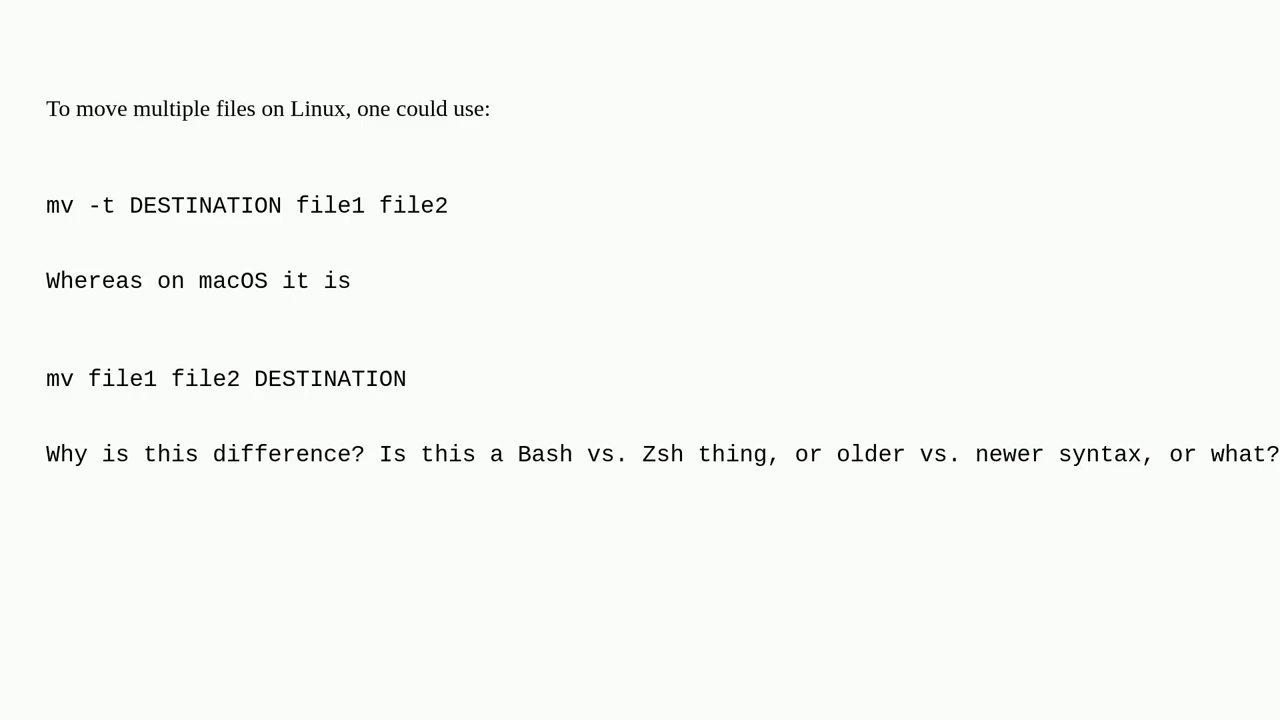 To move multiple files on Linux, one could use:
mv -t DESTINATION file1 file2
Whereas on macOS it is
mv file1 file2 DESTINATION
Why is this difference? Is this a Bash vs. Zsh thing, or older vs. newer syntax, or what?